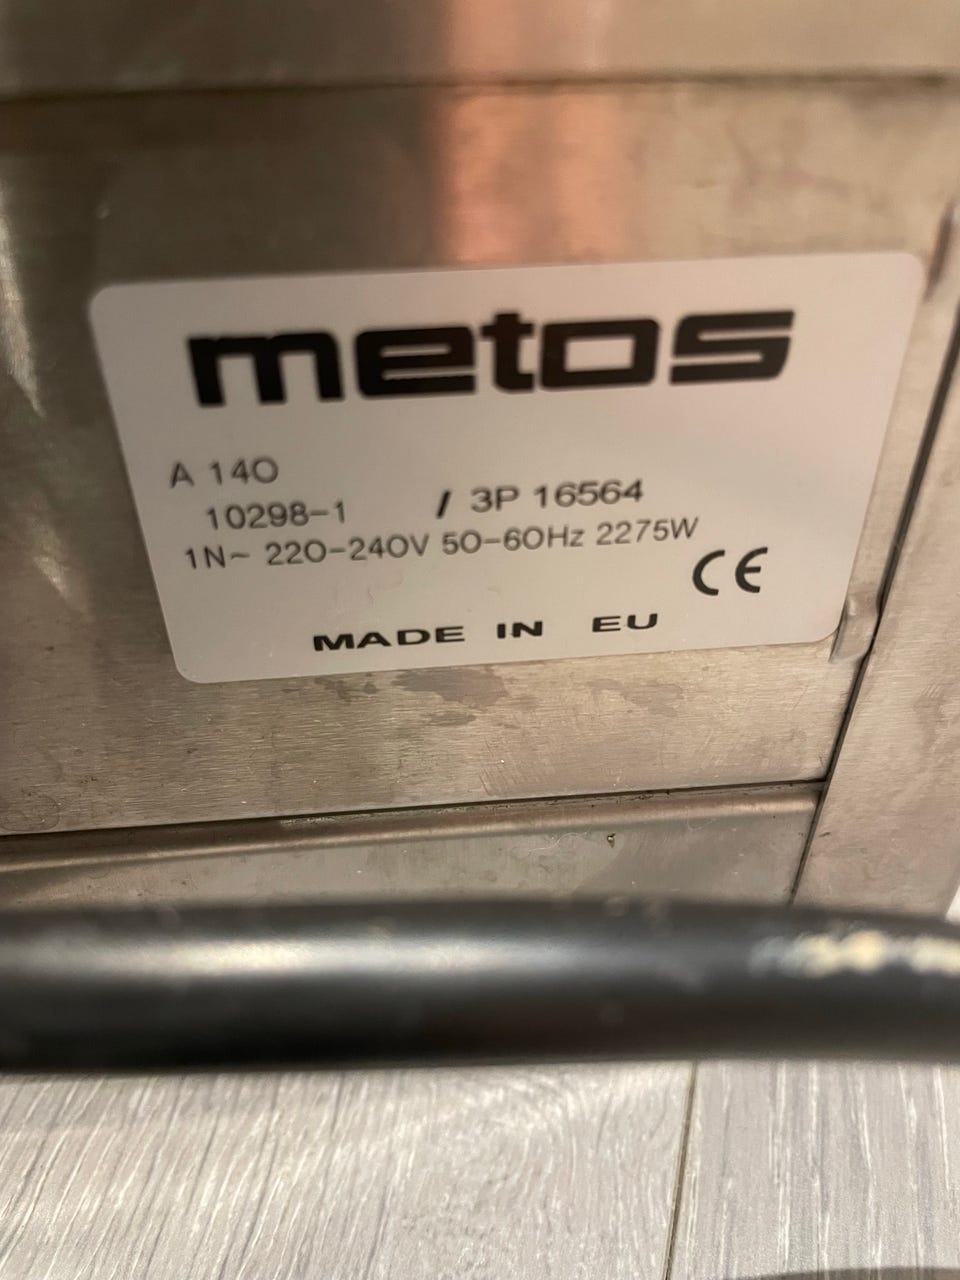 metos
A 140
10298-1 / 3P 16564
1N~ 220-240V 50-60Hz 2275W
CE
MADE IN EU